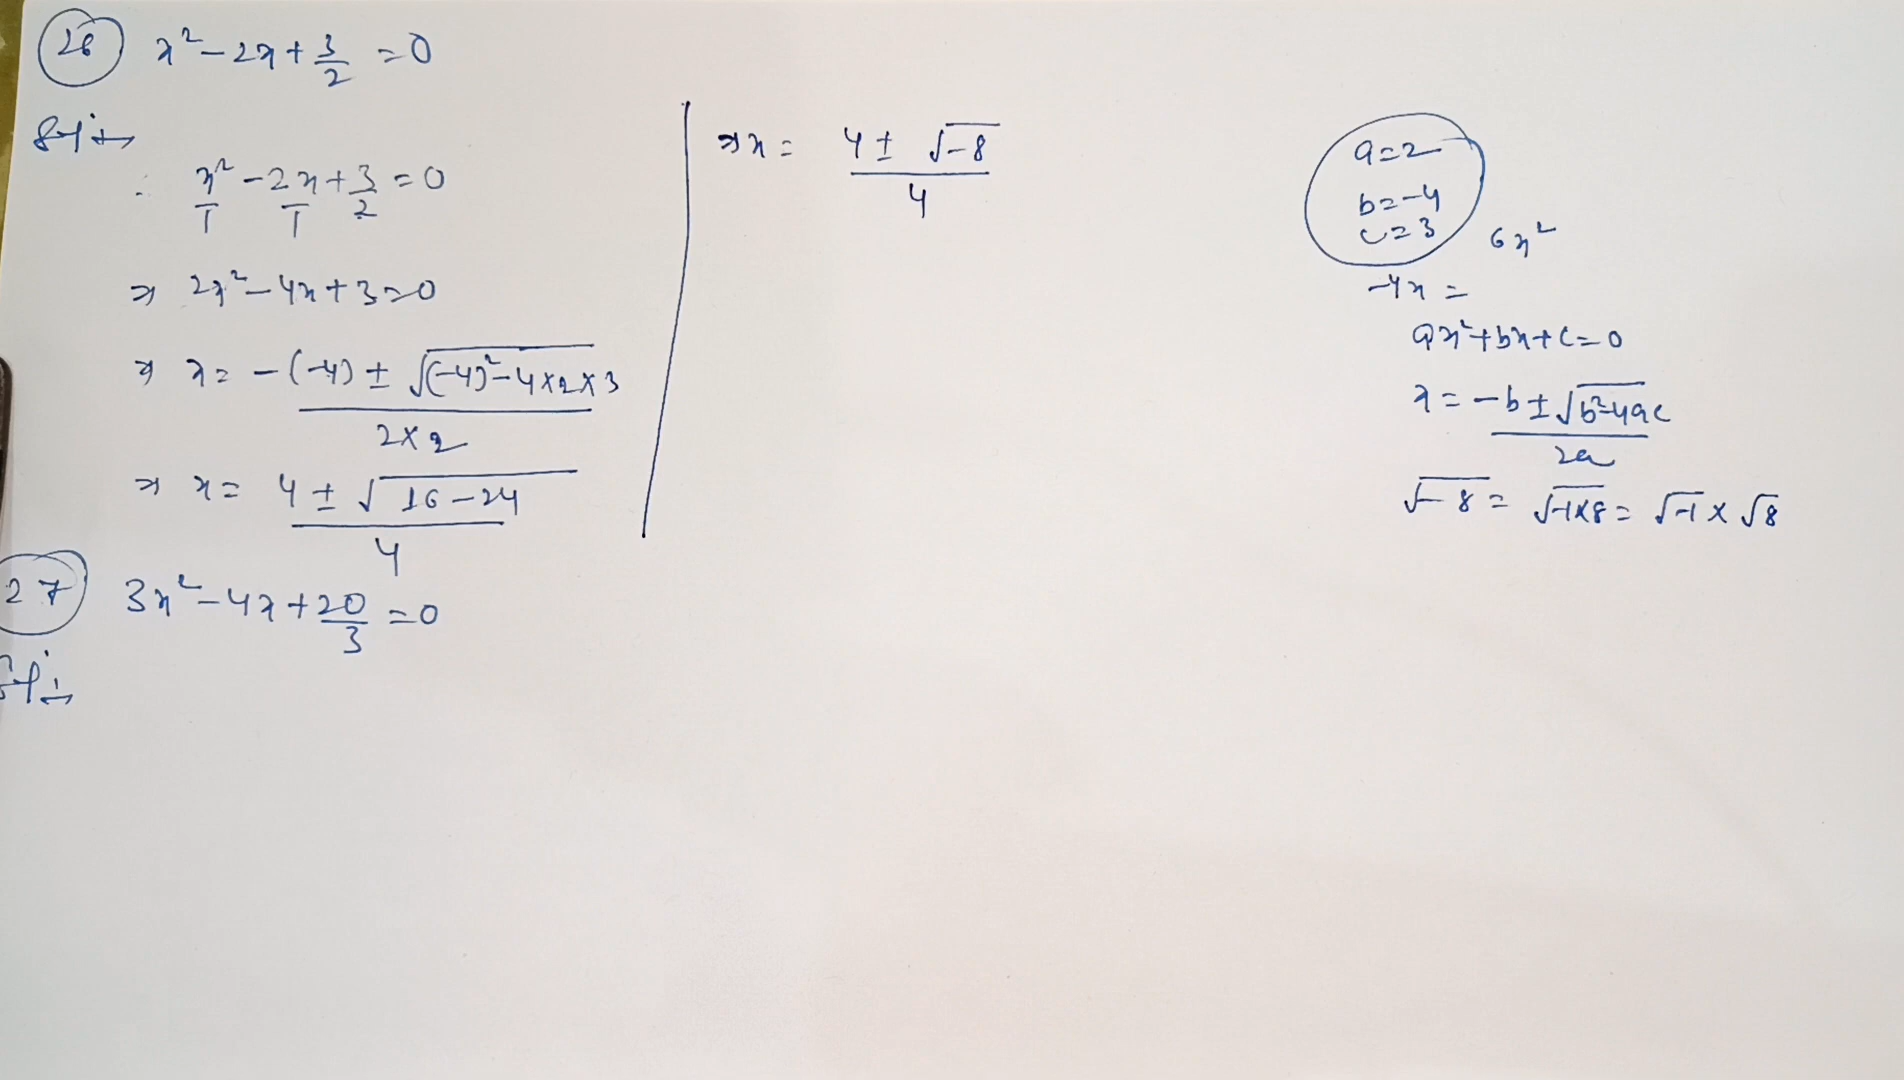 26 x² - 2x + 3/2 = 0
Sol:
∴ x²/1 - 2x/1 + 3/2 = 0
⇒ 2x² - 4x + 3 = 0
⇒ x = -(-4) ± √(-4)² - 4×2×3 / 2×2
⇒ x = 4 ± √16 - 24 / 4
⇒ x = 4 ± √-8 / 4
a = 2
b = -4
c = 3
6x²
-4x =
ax² + bx + c = 0
x = -b ± √b² - 4ac / 2a
√-8 = √-1×8 = √-1 × √8
27 3x² - 4x + 20/3 = 0
Sol: